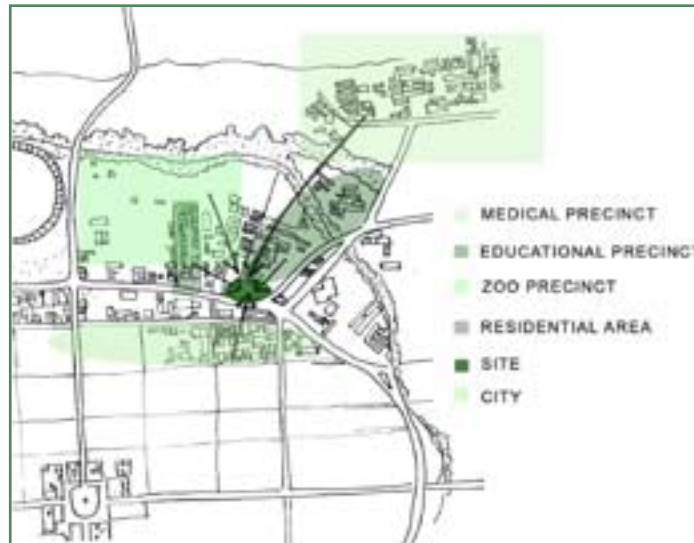 MEDICAL PRECINCT
EDUCATIONAL PRECINCT
ZOO PRECINCT
RESIDENTIAL AREA
SITE
CITY